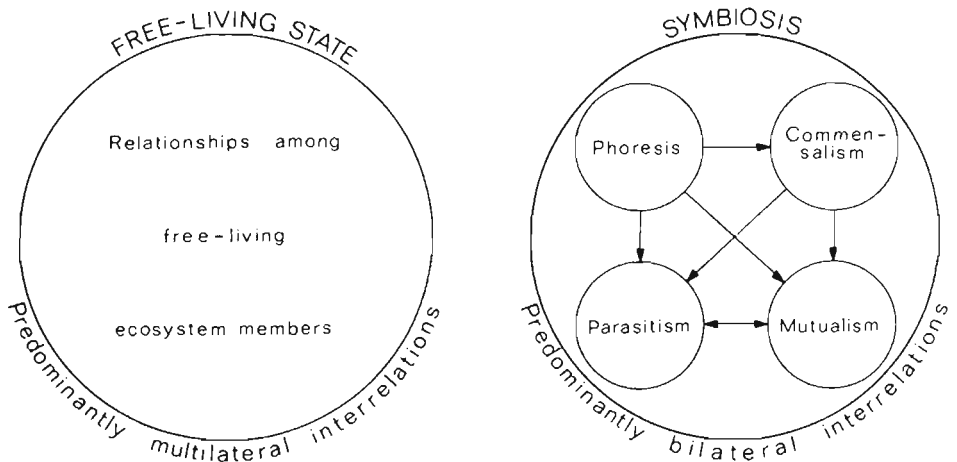 FREE-LIVING STATE
Relationships among
free-living
ecosystem members
Predominantly multilateral interrelations
SYMBIOSIS
Phoresis
Commen-
salism
Parasitism
Mutualism
Predominantly bilateral interrelations